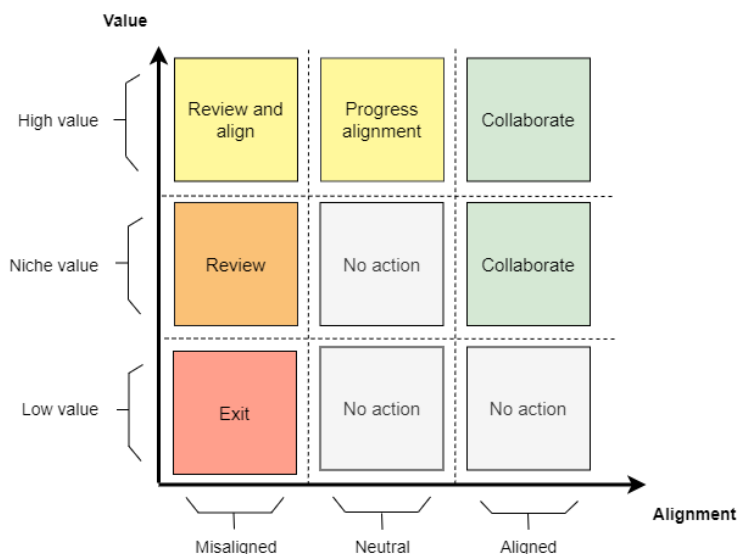 Value
High value
Review and
align
Progress
alignment
Collaborate
Niche value
Review
No action
Collaborate
Low value
Exit
No action
No action
Alignment
Misaligned
Neutral
Aligned